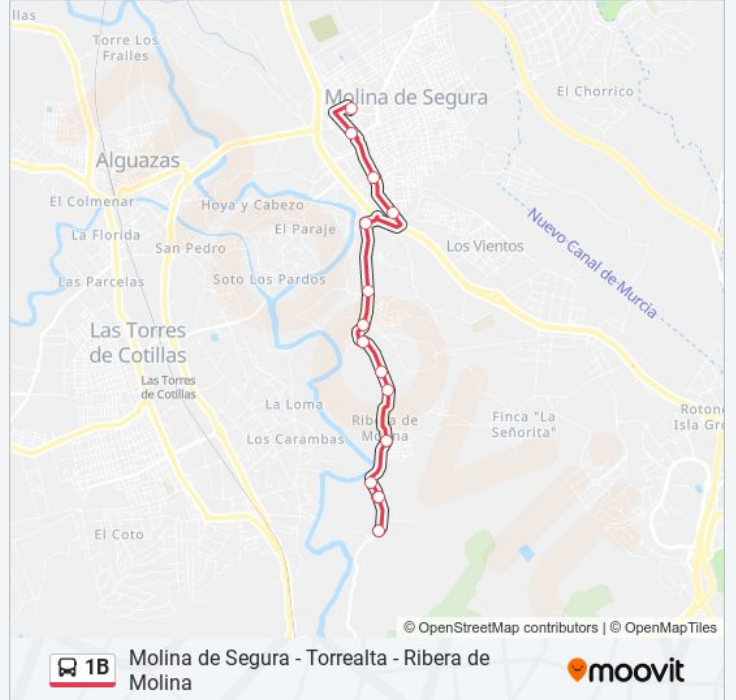 llas
Torre Los
Frailes
Molina de Segura
El Chorrico
Alguazas
El Colmenar
Hoya y Cabezo
La Florida
El Paraje
San Pedro
Los Vientos
Nuevo Canal de Murcia
Las Parcelas
Soto Los Pardos
Las Torres
de Cotillas
Las Torres
de Cotillas
La Loma
Ribera de
Molina
Finca "La
Señorita"
Rotond
Isla Gr
Los Carambas
El Coto
© OpenStreetMap contributors | © OpenMapTiles
1B
Molina de Segura - Torrealta - Ribera de
Molina
moovit